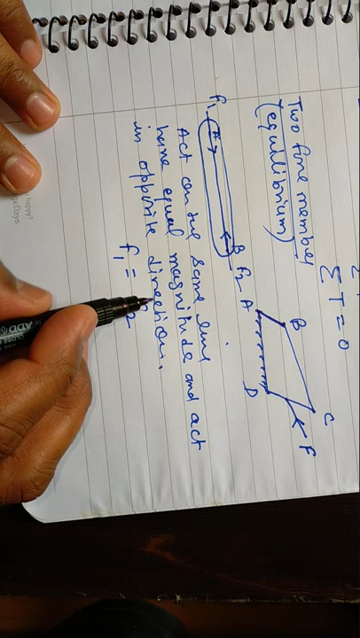 ΣT = 0
Two force member
(equilibrium)
B
C
F
A
D
F₁
A
B
F₂
Act on the same line
have equal magnitude and act
in opposite direction.
F₁ =